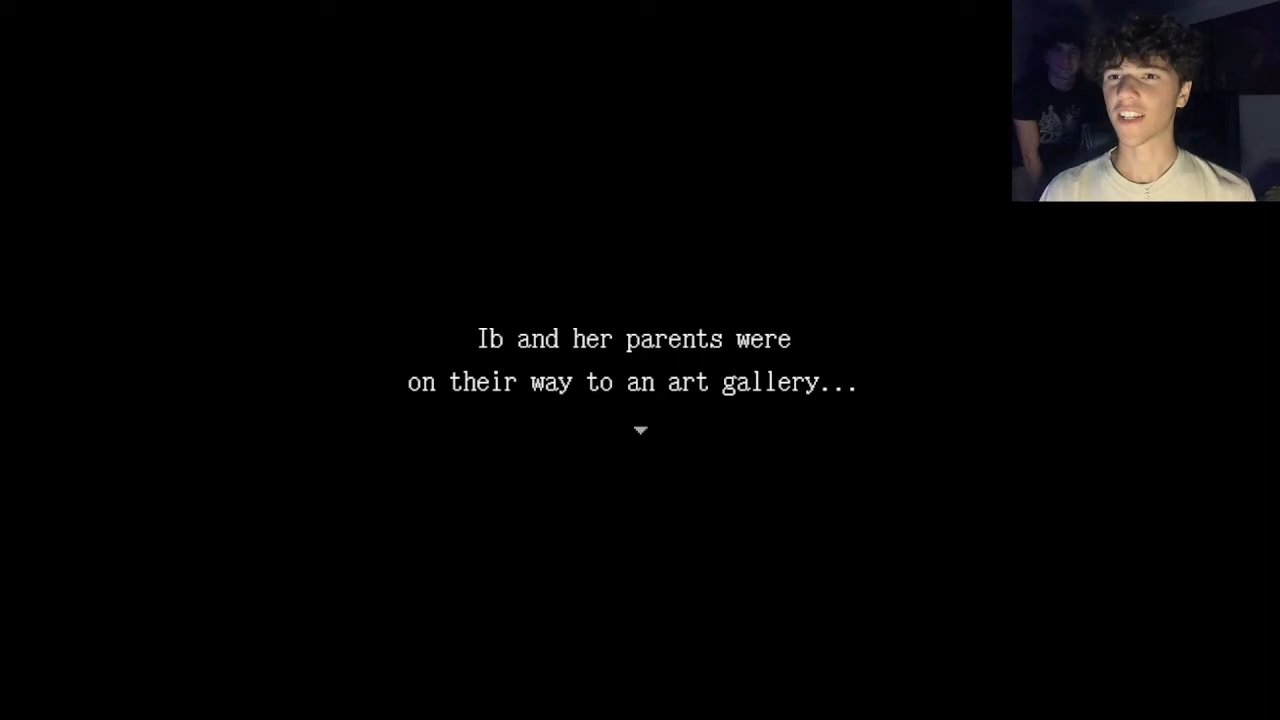 Ib and her parents were
on their way to an art gallery...